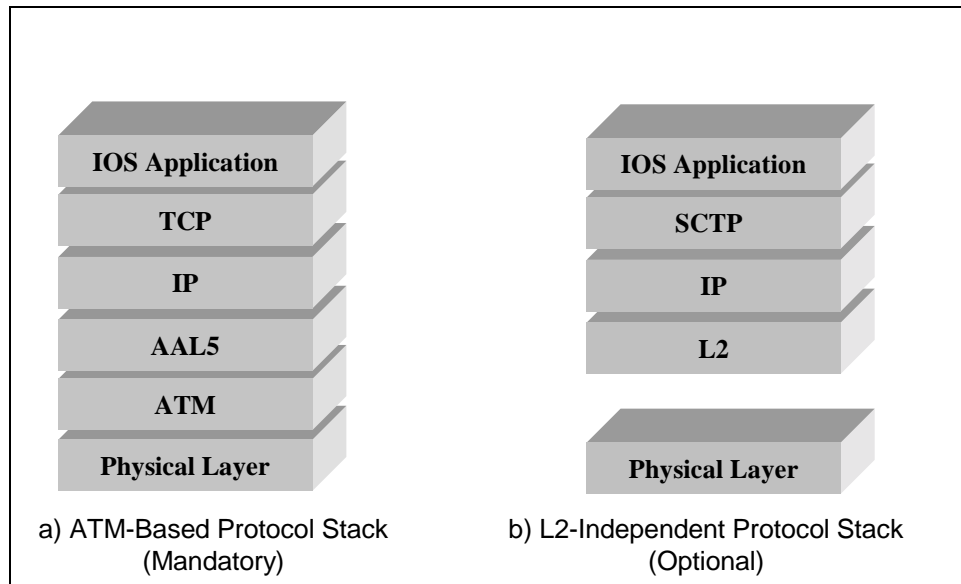 IOS Application
TCP
IP
AAL5
ATM
Physical Layer
a) ATM-Based Protocol Stack
(Mandatory)
IOS Application
SCTP
IP
L2
Physical Layer
b) L2-Independent Protocol Stack
(Optional)